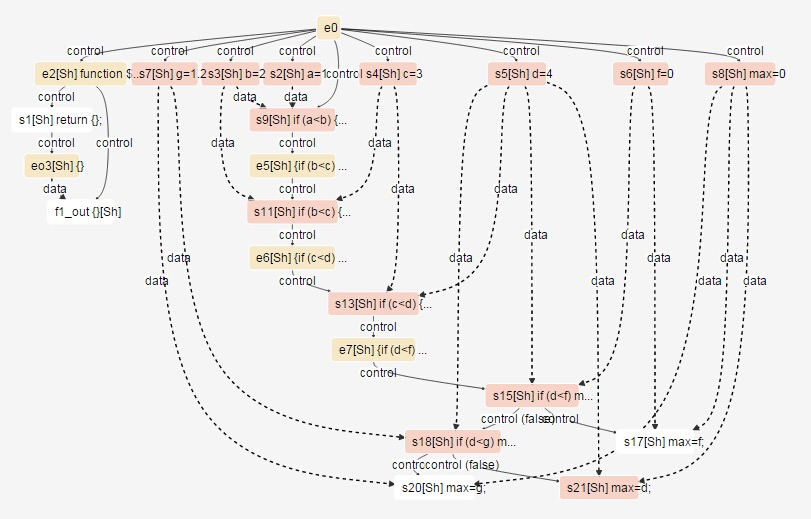 e0
control control control control control control control control
e2[Sh] function $... s7[Sh] g=1.2 s3[Sh] b=2 s2[Sh] a=1 control s4[Sh] c=3 s5[Sh] d=4 s6[Sh] f=0 s8[Sh] max=0
control data data
s1[Sh] return {}; s9[Sh] if (a<b) {...
control control data control
eo3[Sh] {} e5[Sh] {if (b<c) ...
data control data
f1_out {}[Sh] s11[Sh] if (b<c) {...
control data data data data
data e6[Sh] {if (c<d) ...
data control data data data
s13[Sh] if (c<d) {...
control
e7[Sh] {if (d<f) ...
control
s15[Sh] if (d<f) m...
control (false) control
s18[Sh] if (d<g) m... s17[Sh] max=f;
control control (false)
s20[Sh] max=g; s21[Sh] max=d;